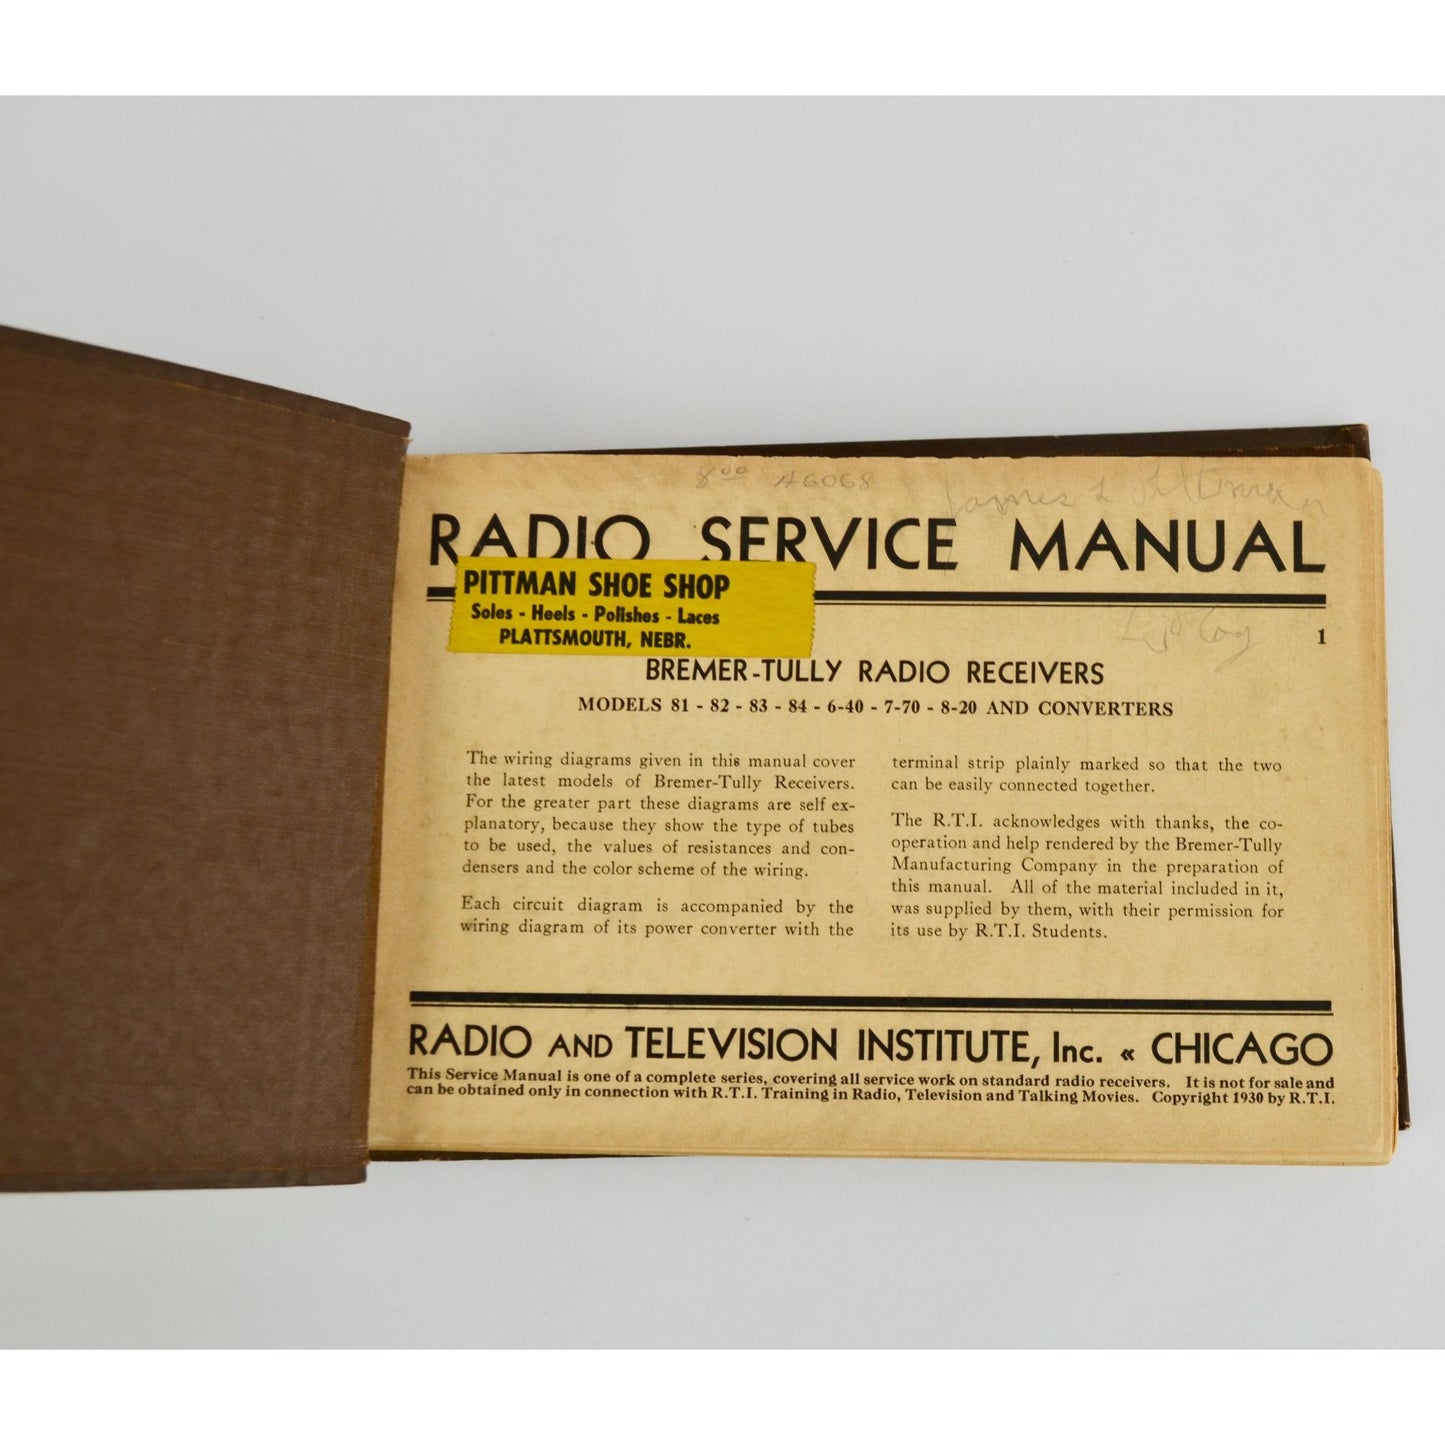 8⁰⁰ A6068 James L Pittman
RADIO SERVICE MANUAL
PITTMAN SHOE SHOP
Soles - Heels - Polishes - Laces
PLATTSMOUTH, NEBR.
1
BREMER-TULLY RADIO RECEIVERS
MODELS 81 - 82 - 83 - 84 - 6-40 - 7-70 - 8-20 AND CONVERTERS
The wiring diagrams given in this manual cover
the latest models of Bremer-Tully Receivers.
For the greater part these diagrams are self ex-
planatory, because they show the type of tubes
to be used, the values of resistances and con-
densers and the color scheme of the wiring.
Each circuit diagram is accompanied by the
wiring diagram of its power converter with the
terminal strip plainly marked so that the two
can be easily connected together.
The R.T.I. acknowledges with thanks, the co-
operation and help rendered by the Bremer-Tully
Manufacturing Company in the preparation of
this manual. All of the material included in it,
was supplied by them, with their permission for
its use by R.T.I. Students.
RADIO AND TELEVISION INSTITUTE, Inc. « CHICAGO
This Service Manual is one of a complete series, covering all service work on standard radio receivers. It is not for sale and
can be obtained only in connection with R.T.I. Training in Radio, Television and Talking Movies. Copyright 1930 by R.T.I.